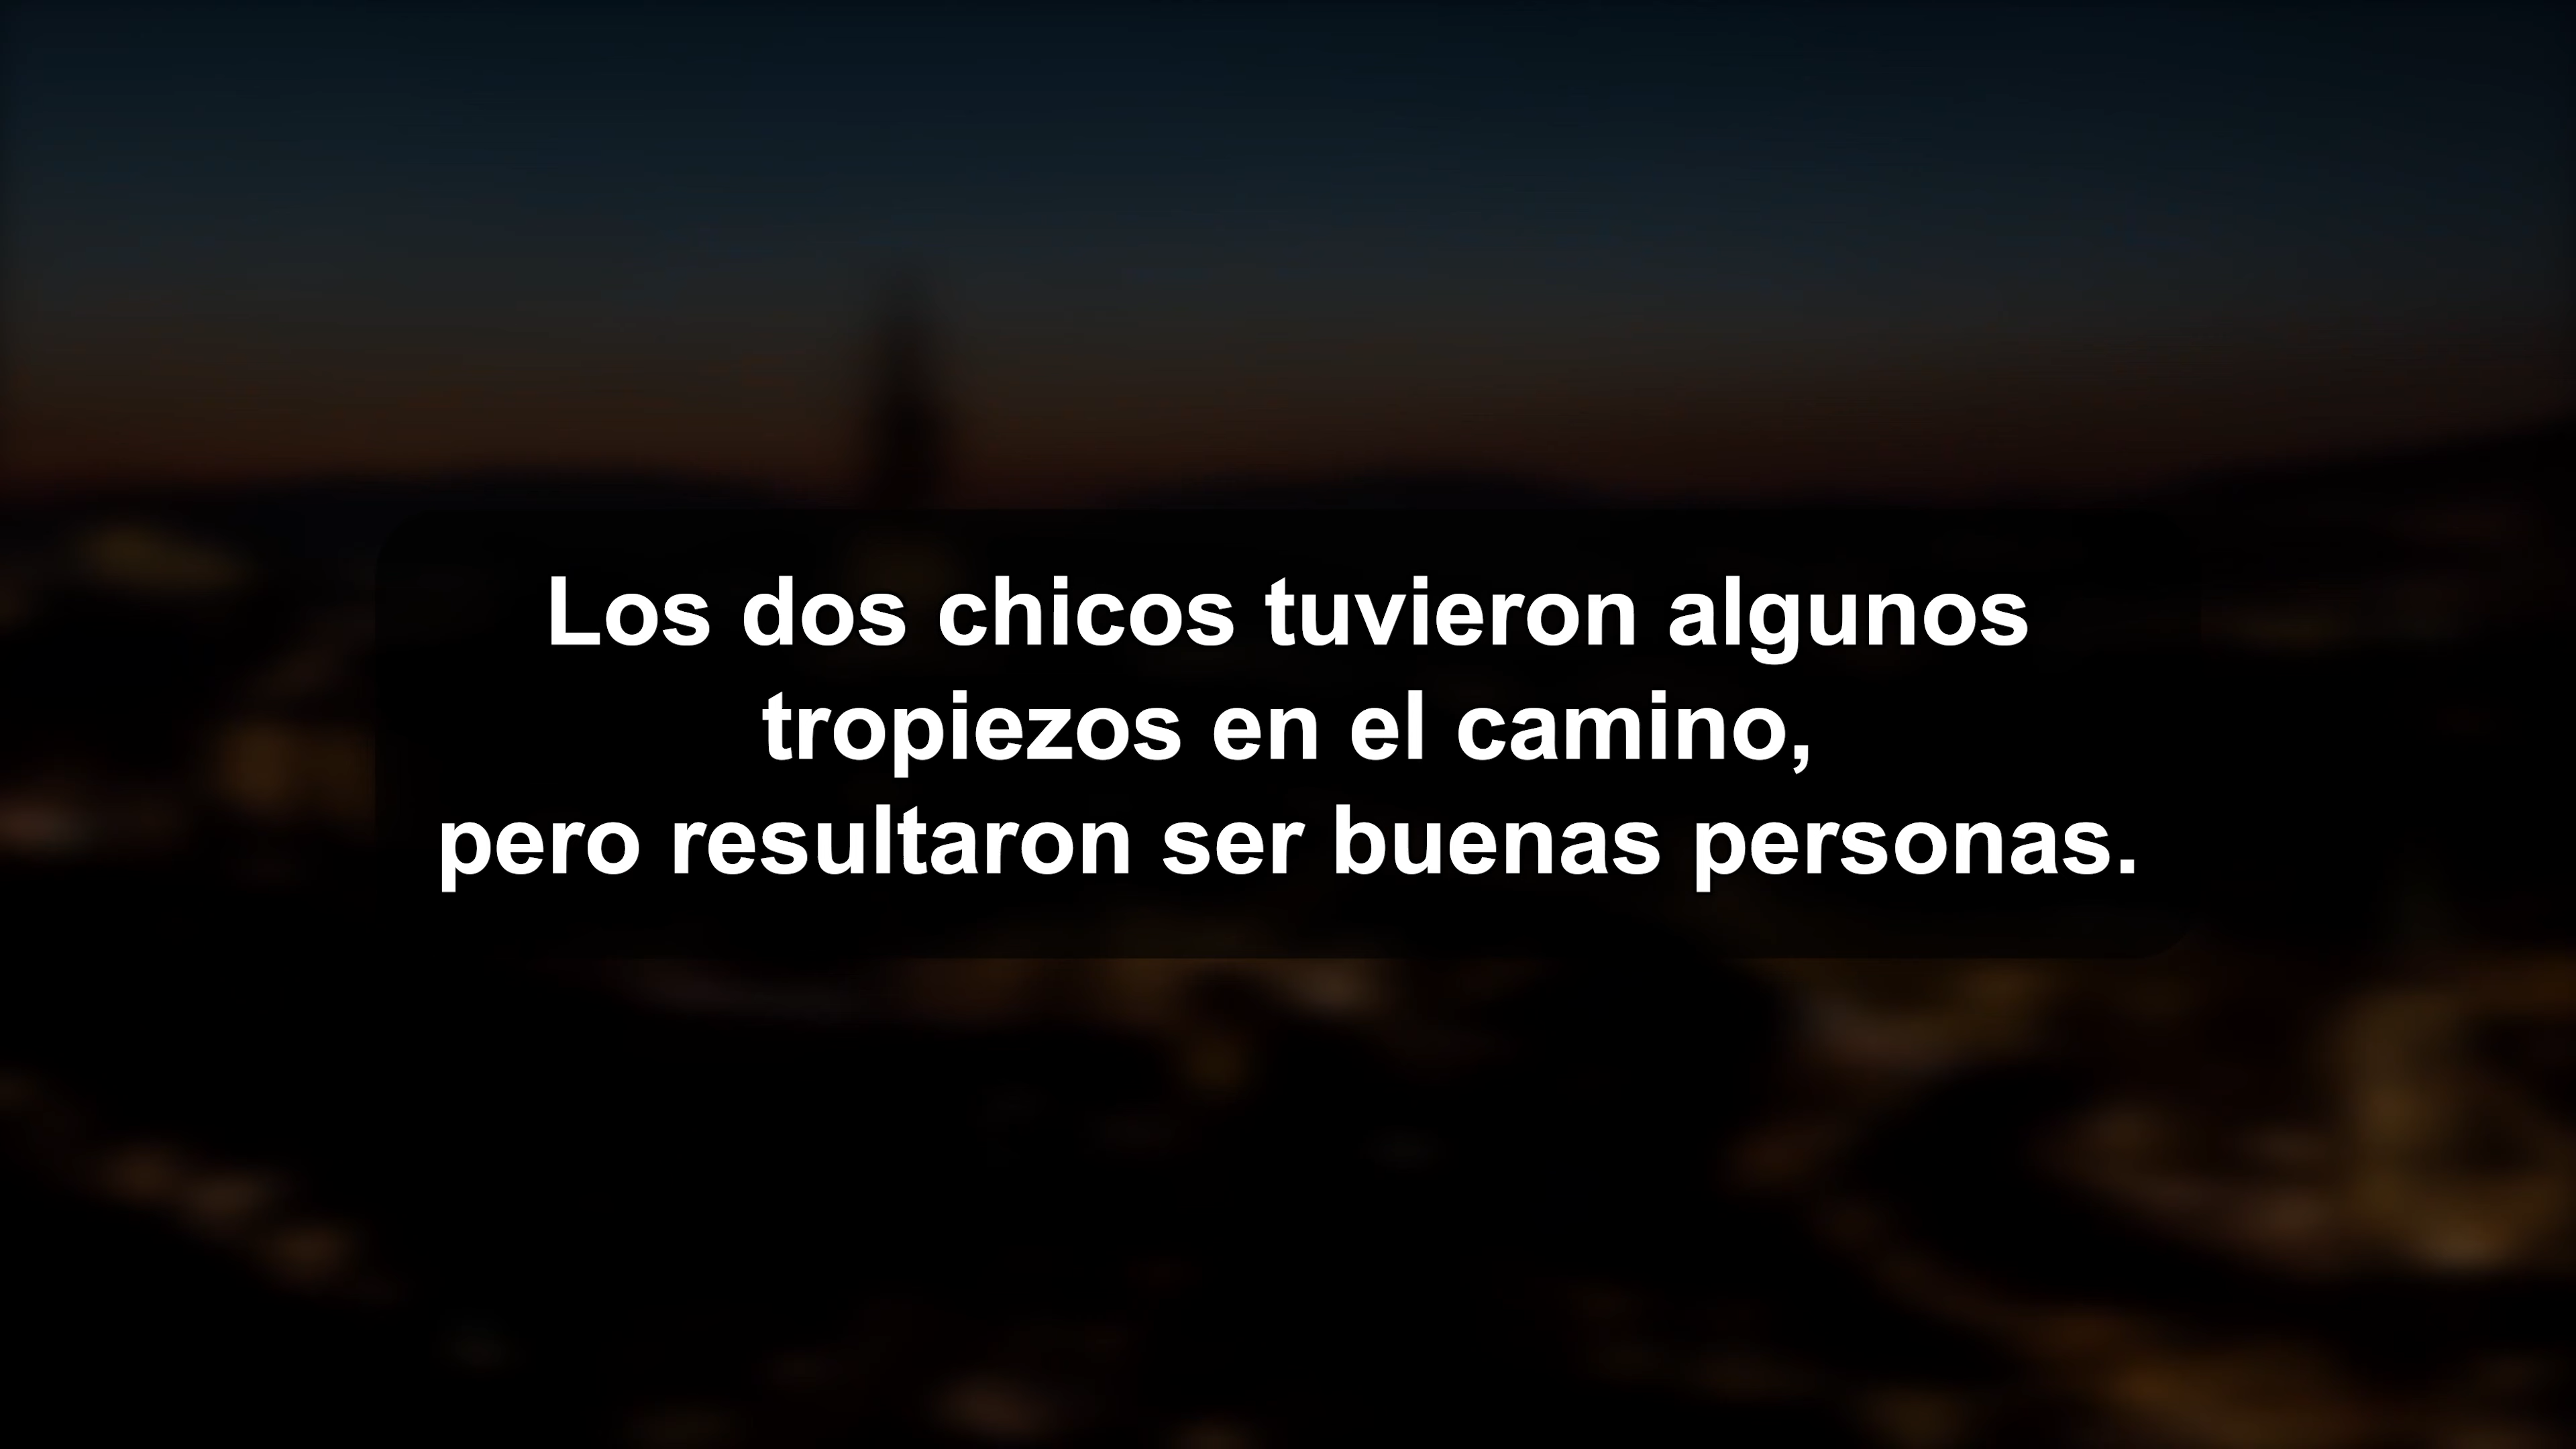 Los dos chicos tuvieron algunos
tropiezos en el camino,
pero resultaron ser buenas personas.